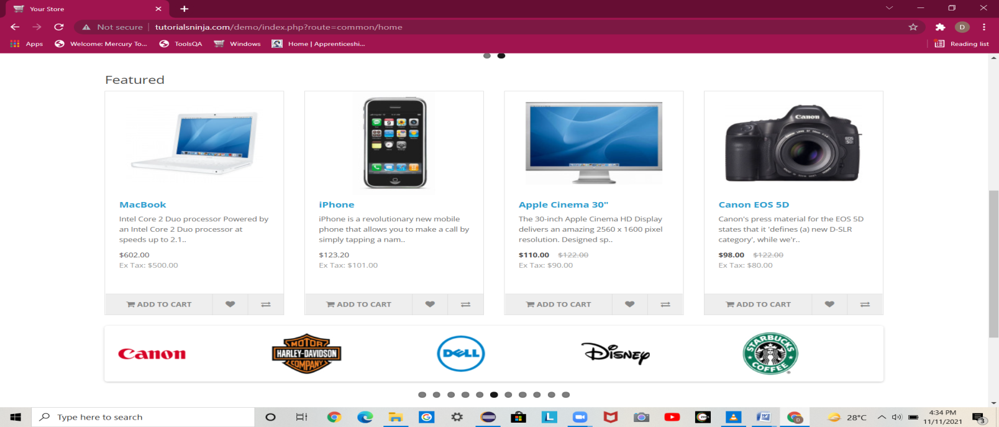 Your Store
Not secure tutorialsninja.com/demo/index.php?route=common/home
D
Apps Welcome: Mercury To... ToolsQA Windows Home | Apprenticeshi... Reading list
Featured
Canon
MacBook
Intel Core 2 Duo processor Powered by
an Intel Core 2 Duo processor at
speeds up to 2.1..
$602.00
Ex Tax: $500.00
ADD TO CART
iPhone
iPhone is a revolutionary new mobile
phone that allows you to make a call by
simply tapping a nam..
$123.20
Ex Tax: $101.00
ADD TO CART
Apple Cinema 30"
The 30-inch Apple Cinema HD Display
delivers an amazing 2560 x 1600 pixel
resolution. Designed sp..
$110.00 $122.00
Ex Tax: $90.00
ADD TO CART
EOS
5D
Canon EOS 5D
Canon's press material for the EOS 5D
states that it 'defines (a) new D-SLR
category', while we'r..
$98.00 $122.00
Ex Tax: $80.00
ADD TO CART
Canon
MOTOR
HARLEY-DAVIDSON
COMPANY
DELL
Disney
STARBUCKS
COFFEE
Type here to search
28°C
4:34 PM
11/11/2021
3